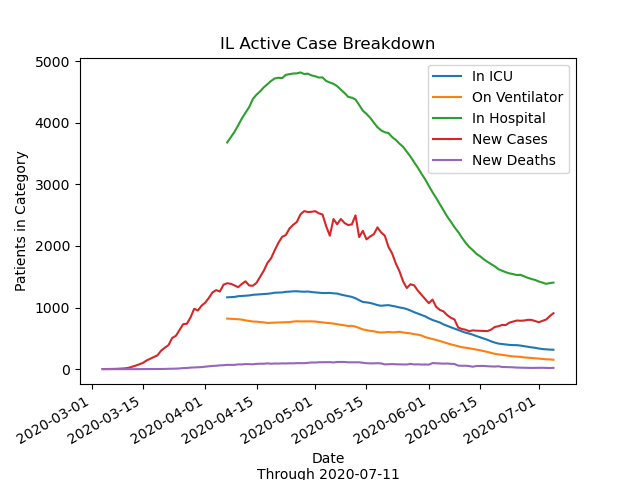 IL Active Case Breakdown
Patients in Category
5000
4000
3000
2000
1000
0
In ICU
On Ventilator
In Hospital
New Cases
New Deaths
2020-03-01
2020-03-15
2020-04-01
2020-04-15
2020-05-01
2020-05-15
2020-06-01
2020-06-15
2020-07-01
Date
Through 2020-07-11